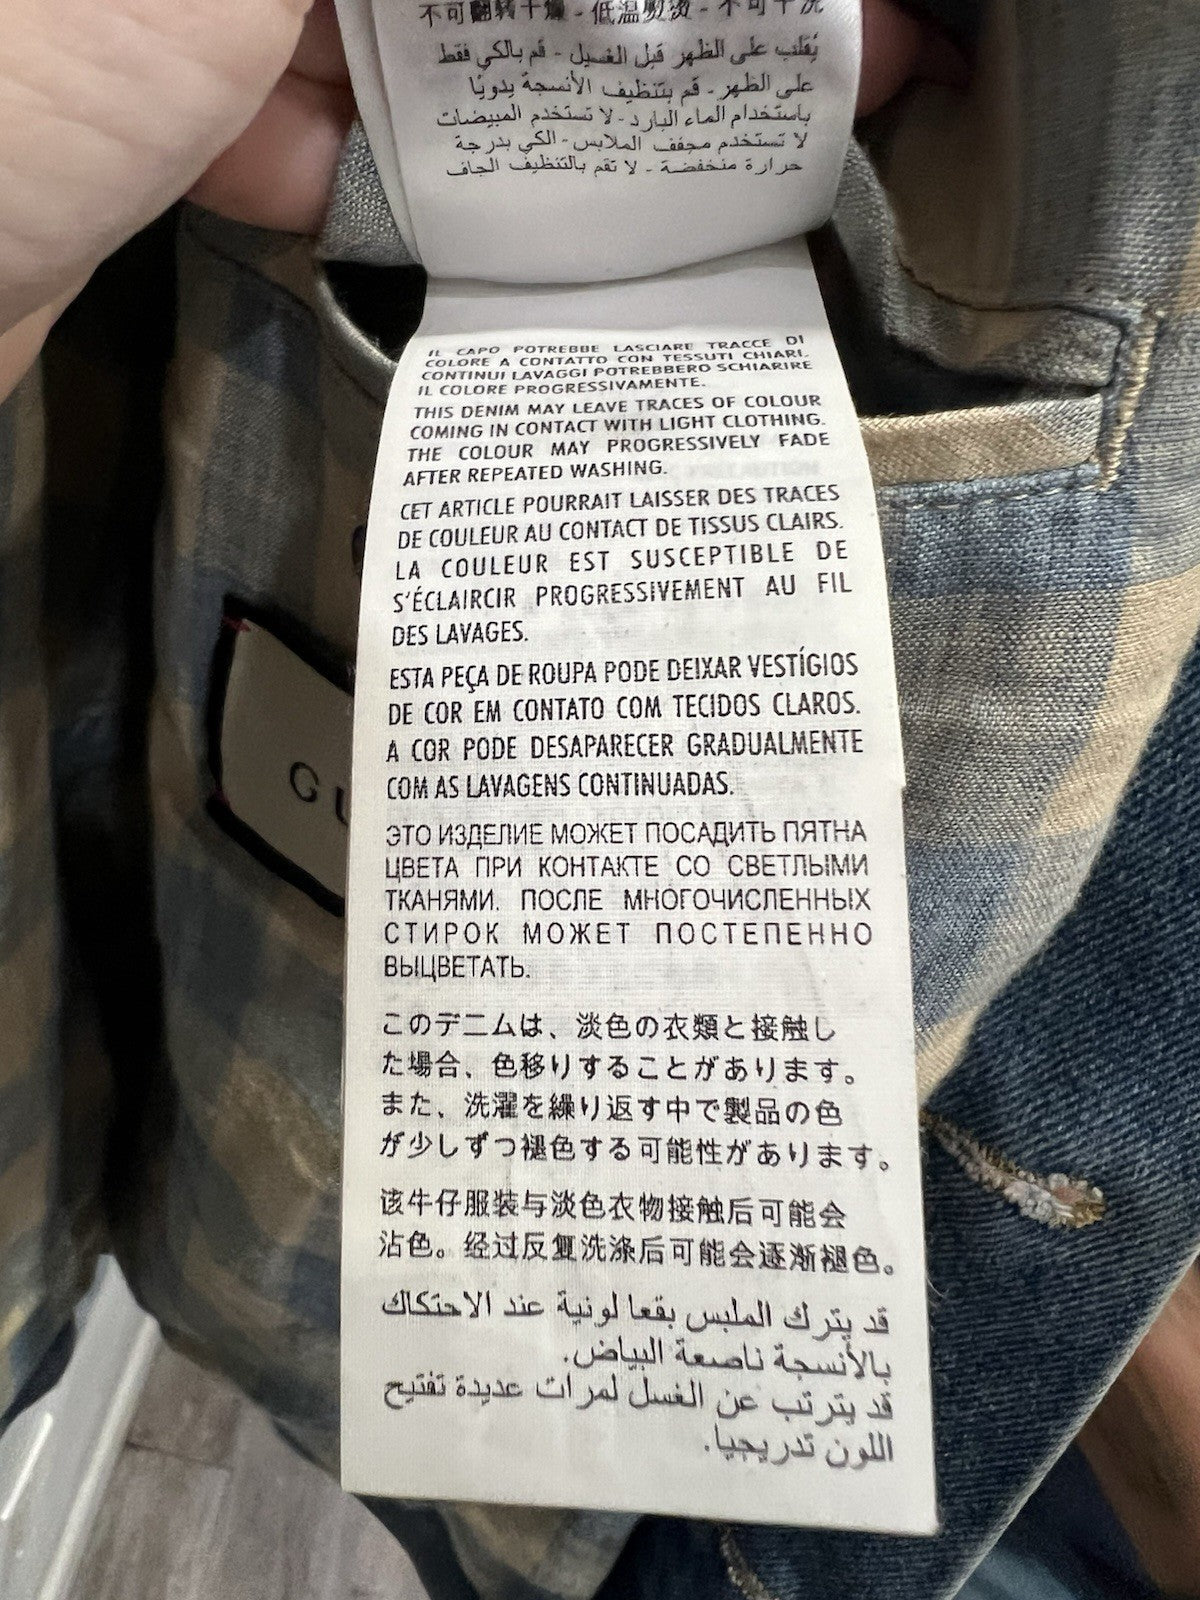 不可翻转干燥 - 低温熨烫 - 不可干洗
يُقلب على الظهر قبل الغسيل - قم بالكي فقط
على الظهر - قم بتنظيف الأنسجة يدويًا
باستخدام الماء البارد - لا تستخدم المبيضات
لا تستخدم مجفف الملابس - الكي بدرجة
حرارة منخفضة - لا تقم بالتنظيف الجاف
IL CAPO POTREBBE LASCIARE TRACCE DI
COLORE A CONTATTO CON TESSUTI CHIARI.
CONTINUI LAVAGGI POTREBBERO SCHIARIRE
IL COLORE PROGRESSIVAMENTE.
THIS DENIM MAY LEAVE TRACES OF COLOUR
COMING IN CONTACT WITH LIGHT CLOTHING.
THE COLOUR MAY PROGRESSIVELY FADE
AFTER REPEATED WASHING.
CET ARTICLE POURRAIT LAISSER DES TRACES
DE COULEUR AU CONTACT DE TISSUS CLAIRS.
LA COULEUR EST SUSCEPTIBLE DE
S'ÉCLAIRCIR PROGRESSIVEMENT AU FIL
DES LAVAGES.
ESTA PEÇA DE ROUPA PODE DEIXAR VESTÍGIOS
DE COR EM CONTATO COM TECIDOS CLAROS.
A COR PODE DESAPARECER GRADUALMENTE
COM AS LAVAGENS CONTINUADAS.
ЭТО ИЗДЕЛИЕ МОЖЕТ ПОСАДИТЬ ПЯТНА
ЦВЕТА ПРИ КОНТАКТЕ СО СВЕТЛЫМИ
ТКАНЯМИ. ПОСЛЕ МНОГОЧИСЛЕННЫХ
СТИРОК МОЖЕТ ПОСТЕПЕННО
ВЫЦВЕТАТЬ.
このデニムは、淡色の衣類と接触し
た場合、色移りすることがあります。
また、洗濯を繰り返す中で製品の色
が少しずつ褪色する可能性があります。
该牛仔服装与淡色衣物接触后可能会
沾色。经过反复洗涤后可能会逐渐褪色。
قد يترك الملبس بقعا لونية عند الاحتكاك
بالأنسجة ناصعة البياض.
قد يترتب عن الغسل لمرات عديدة تفتيح
اللون تدريجيا.